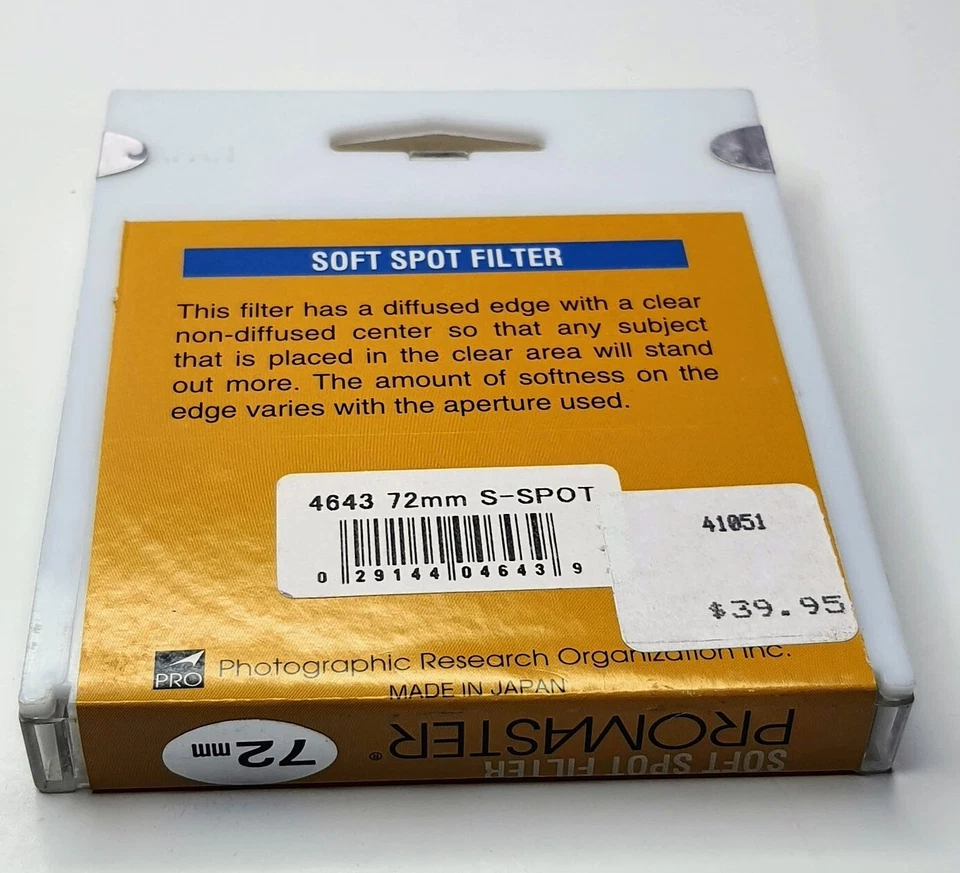 SOFT SPOT FILTER
This filter has a diffused edge with a clear
non-diffused center so that any subject
that is placed in the clear area will stand
out more. The amount of softness on the
edge varies with the aperture used.
4643 72mm S-SPOT
0 29144 04643 9
41051
$39.95
PRO Photographic Research Organization Inc.
MADE IN JAPAN
72mm PROMASTER®
SOFT SPOT FILTER